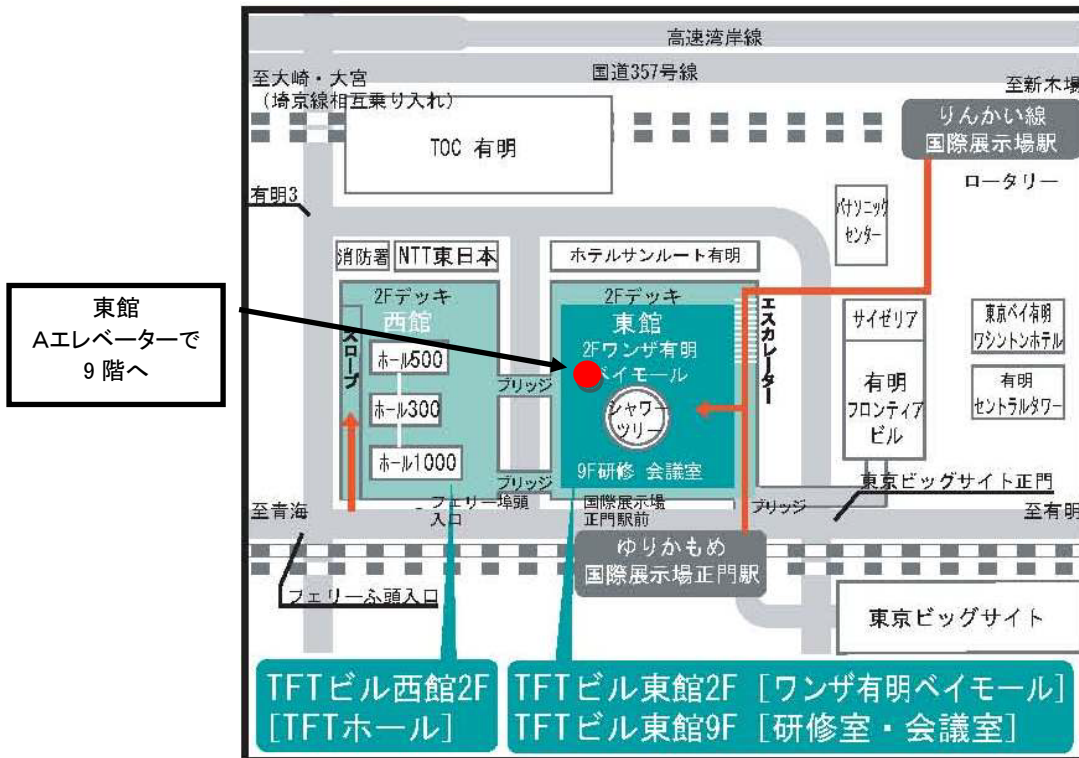 高速湾岸線
国道357号線
至大崎・大宮
(埼京線相互乗り入れ)
至新木場
りんかい線
国際展示場駅
TOC 有明
ロータリー
有明3
パナソニック
センター
消防署
NTT東日本
ホテルサンルート有明
東館
Aエレベーターで
9階へ
2Fデッキ
西館
スロープ
ホール500
ホール300
ホール1000
ブリッジ
ブリッジ
2Fデッキ
東館
2Fワンザ有明
ベイモール
シャワー
ツリー
9F研修 会議室
エスカレーター
サイゼリア
有明
フロンティア
ビル
東京ベイ有明
ワシントンホテル
有明
セントラルタワー
東京ビッグサイト正門
至青海
フェリー埠頭
入口
国際展示場
正門駅前
ブリッジ
至有明
ゆりかもめ
国際展示場正門駅
フェリーふ頭入口
東京ビッグサイト
TFTビル西館2F
[TFTホール]
TFTビル東館2F [ワンザ有明ベイモール]
TFTビル東館9F [研修室・会議室]